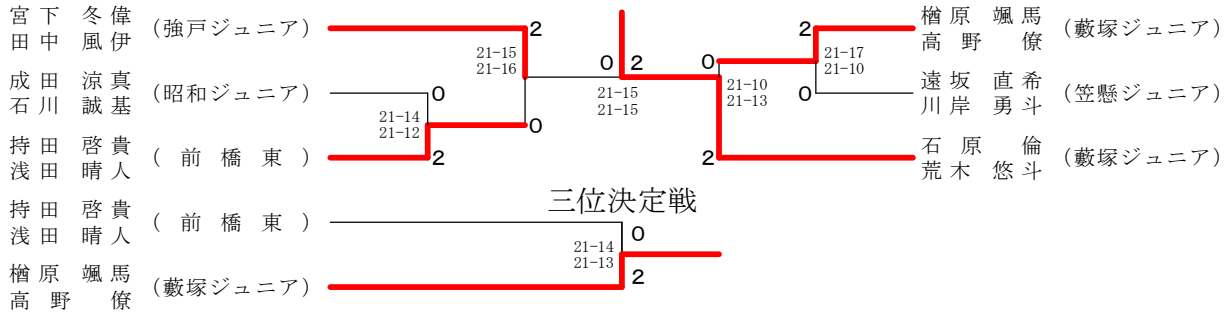 宮下 冬偉
田中 風伊
(強戸ジュニア)
2
21-15
21-16
成田 涼真
石川 誠基
(昭和ジュニア)
0
21-14
21-12
0
持田 啓貴
浅田 晴人
(前橋東)
2
0 2
21-15
21-15
楢原 颯馬
高野 僚
(藪塚ジュニア)
2
21-17
21-10
0
21-10
21-13
遠坂 直希
川岸 勇斗
(笠懸ジュニア)
0
石原 倫
荒木 悠斗
(藪塚ジュニア)
2
三位決定戦
持田 啓貴
浅田 晴人
(前橋東)
0
21-14
21-13
楢原 颯馬
高野 僚
(藪塚ジュニア)
2